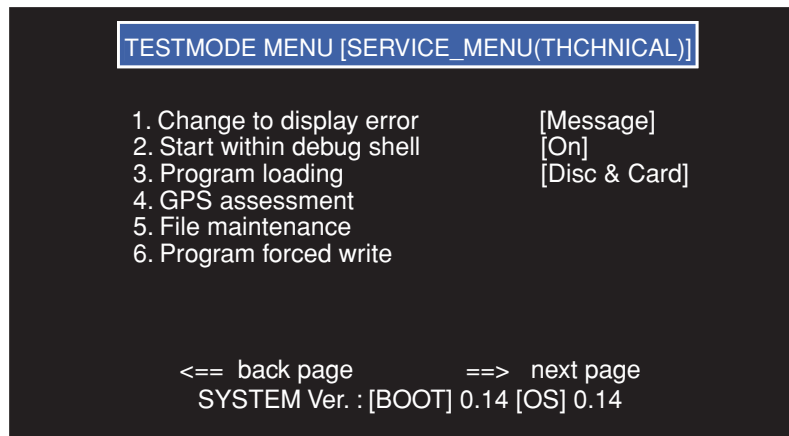 TESTMODE MENU [SERVICE_MENU(THCHNICAL)]
1. Change to display error [Message]
2. Start within debug shell [On]
3. Program loading [Disc & Card]
4. GPS assessment
5. File maintenance
6. Program forced write
<== back page ==> next page
SYSTEM Ver. : [BOOT] 0.14 [OS] 0.14